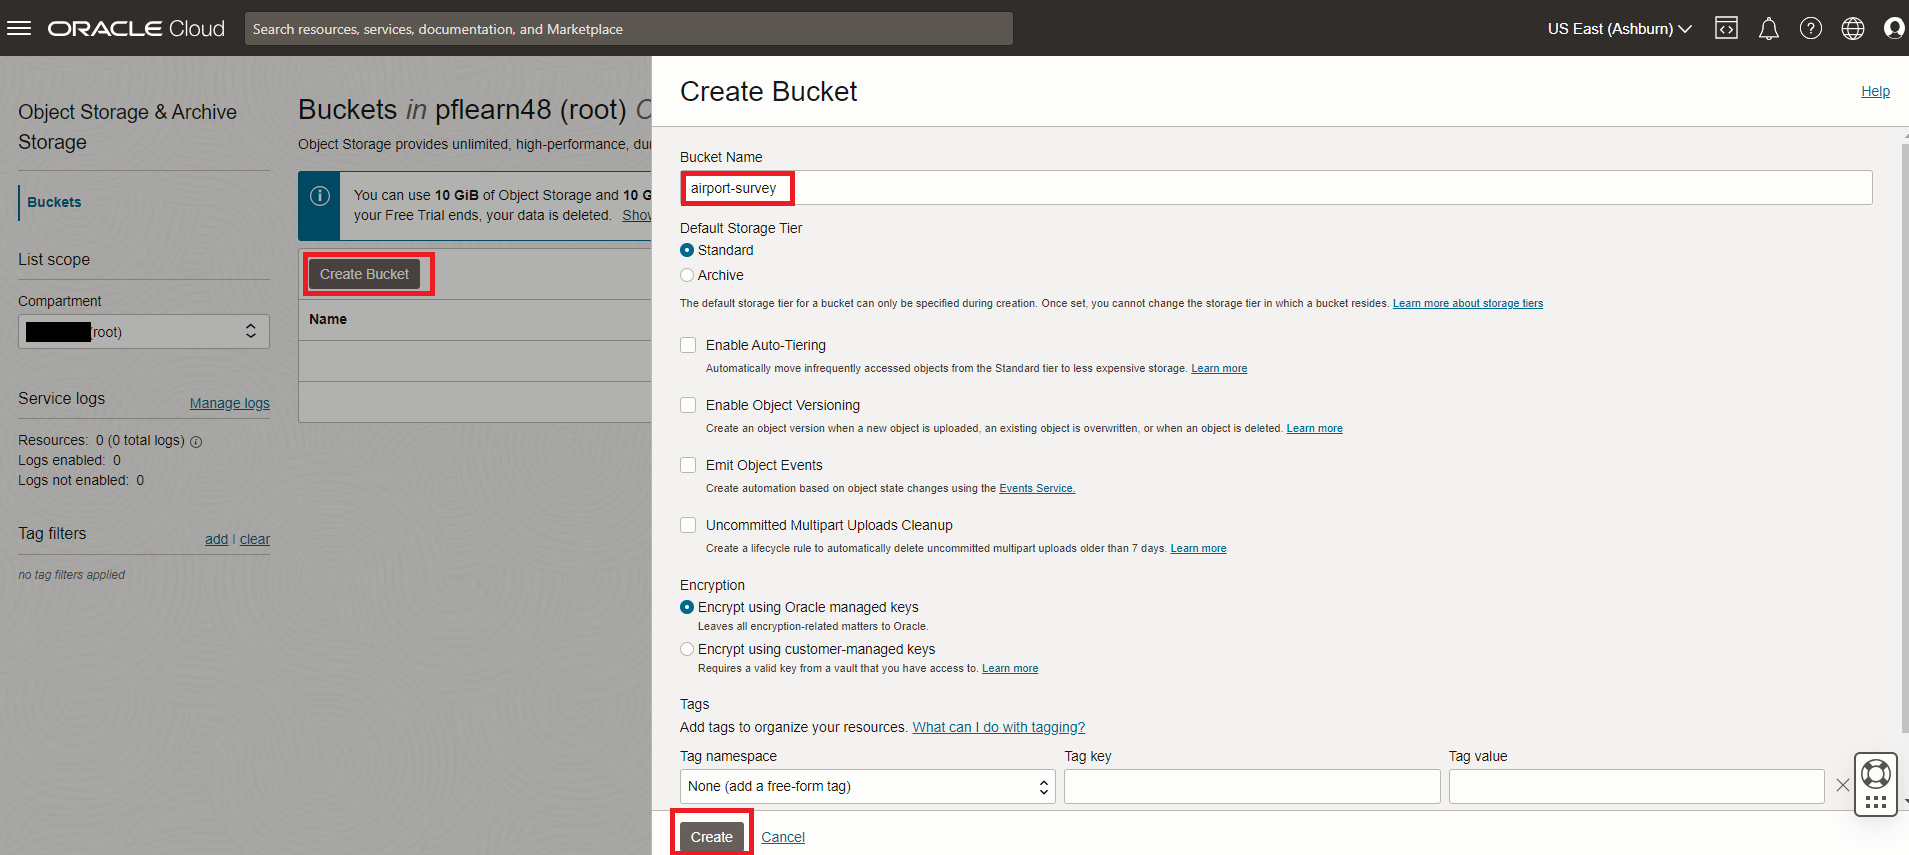 ORACLE Cloud
Search resources, services, documentation, and Marketplace
US East (Ashburn)
Object Storage & Archive
Storage
Buckets
List scope
Compartment
(root)
Service logs
Manage logs
Resources: 0 (0 total logs)
Logs enabled: 0
Logs not enabled: 0
Tag filters
add | clear
no tag filters applied
Buckets in pflearn48 (root) C
Object Storage provides unlimited, high-performance, du
You can use 10 GiB of Object Storage and 10 G
your Free Trial ends, your data is deleted. Show
Create Bucket
Name
Create Bucket
Help
Bucket Name
airport-survey
Default Storage Tier
Standard
Archive
The default storage tier for a bucket can only be specified during creation. Once set, you cannot change the storage tier in which a bucket resides. Learn more about storage tiers
Enable Auto-Tiering
Automatically move infrequently accessed objects from the Standard tier to less expensive storage. Learn more
Enable Object Versioning
Create an object version when a new object is uploaded, an existing object is overwritten, or when an object is deleted. Learn more
Emit Object Events
Create automation based on object state changes using the Events Service.
Uncommitted Multipart Uploads Cleanup
Create a lifecycle rule to automatically delete uncommitted multipart uploads older than 7 days. Learn more
Encryption
Encrypt using Oracle managed keys
Leaves all encryption-related matters to Oracle.
Encrypt using customer-managed keys
Requires a valid key from a vault that you have access to. Learn more
Tags
Add tags to organize your resources. What can I do with tagging?
Tag namespace
Tag key
Tag value
None (add a free-form tag)
Create
Cancel